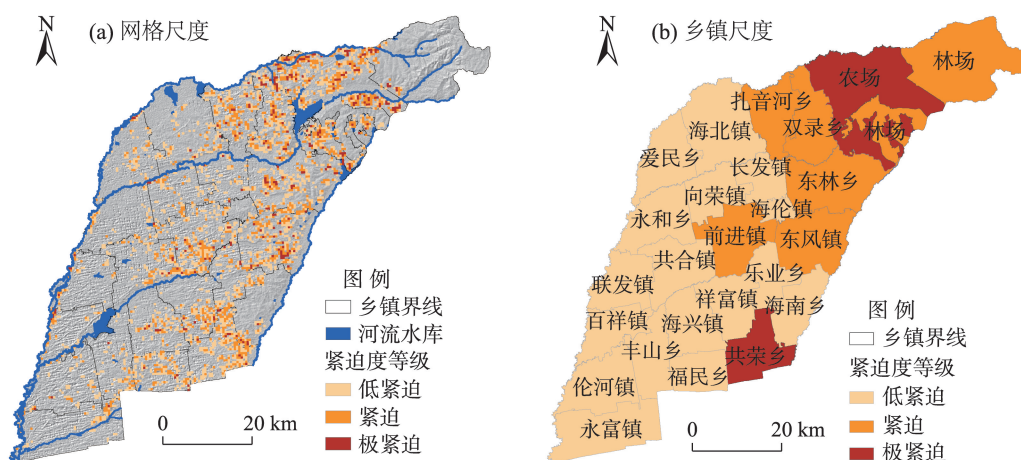 N
(a) 网格尺度
图 例
乡镇界线
河流水库
紧迫度等级
低紧迫
紧迫
极紧迫
0 20 km
N
(b) 乡镇尺度
林场
农场
扎音河乡
双录乡
林场
海北镇
爱民乡
长发镇
东林乡
向荣镇
海伦镇
永和乡
前进镇
东风镇
共合镇
乐业乡
联发镇
祥富镇
海南乡
百祥镇
海兴镇
丰山乡
共荣乡
福民乡
伦河镇
永富镇
图 例
乡镇界线
紧迫度等级
低紧迫
紧迫
极紧迫
0 20 km